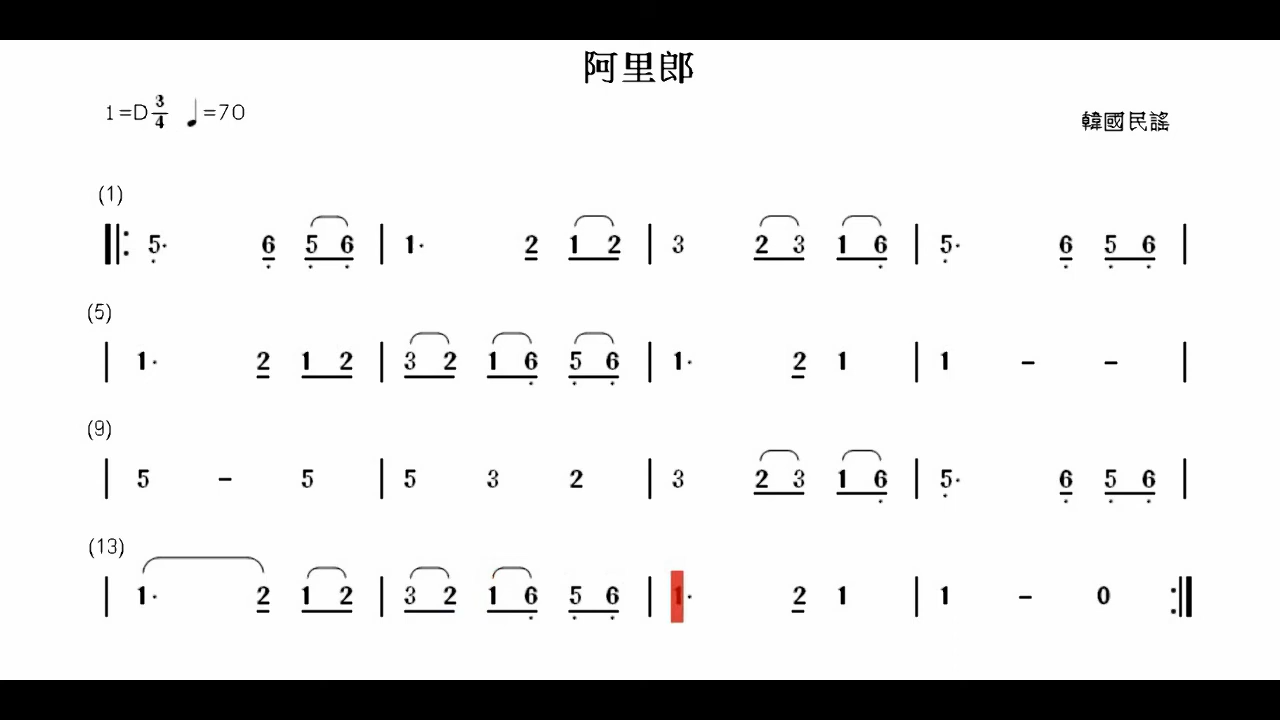 阿里郎
1=D 3/4 ♩=70
韓國民謠
(1)
5· 6 5 6 | 1· 2 1 2 | 3 2 3 1 6 | 5· 6 5 6 |
(5)
| 1· 2 1 2 | 3 2 1 6 5 6 | 1· 2 1 | 1 – – |
(9)
| 5 – 5 | 5 3 2 | 3 2 3 1 6 | 5· 6 5 6 |
(13)
| 1· 2 1 2 | 3 2 1 6 5 6 | 1· 2 1 | 1 – 0 :|